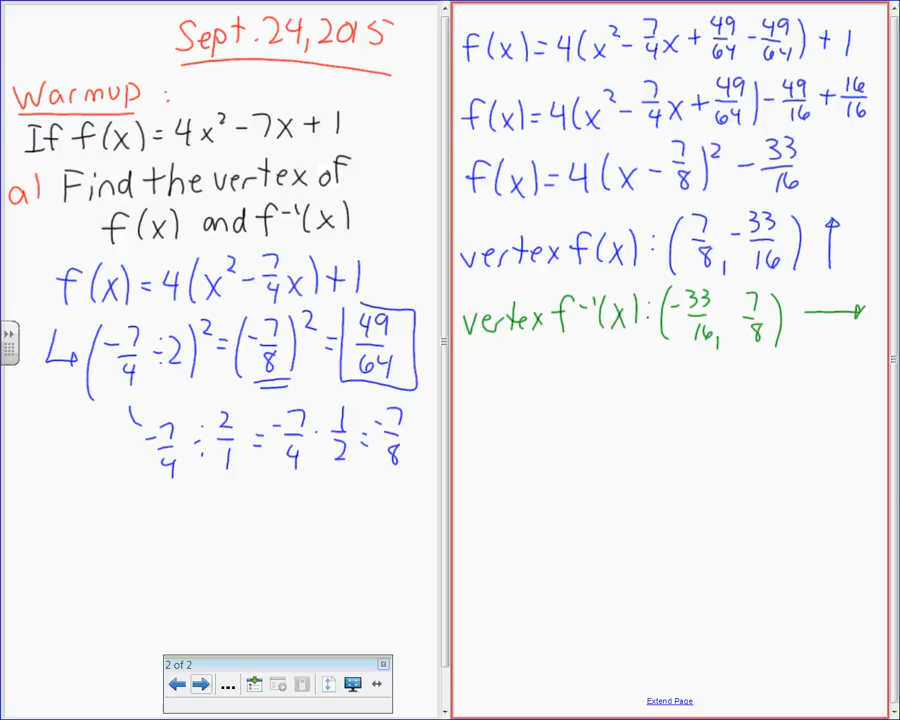 Sept. 24, 2015
Warmup :
If f(x) = 4x² - 7x + 1
a) Find the vertex of
f(x) and f⁻¹(x)
f(x) = 4(x² - 7/4 x) + 1
↳ (-7/4 ÷ 2)² = (-7/8)² = 49/64
-7/4 ÷ 2/1 = -7/4 · 1/2 = -7/8
f(x) = 4(x² - 7/4 x + 49/64 - 49/64) + 1
f(x) = 4(x² - 7/4 x + 49/64) - 49/16 + 16/16
f(x) = 4(x - 7/8)² - 33/16
vertex f(x) : (7/8, -33/16) ↑
vertex f⁻¹(x) : (-33/16, 7/8) →
2 of 2
Extend Page